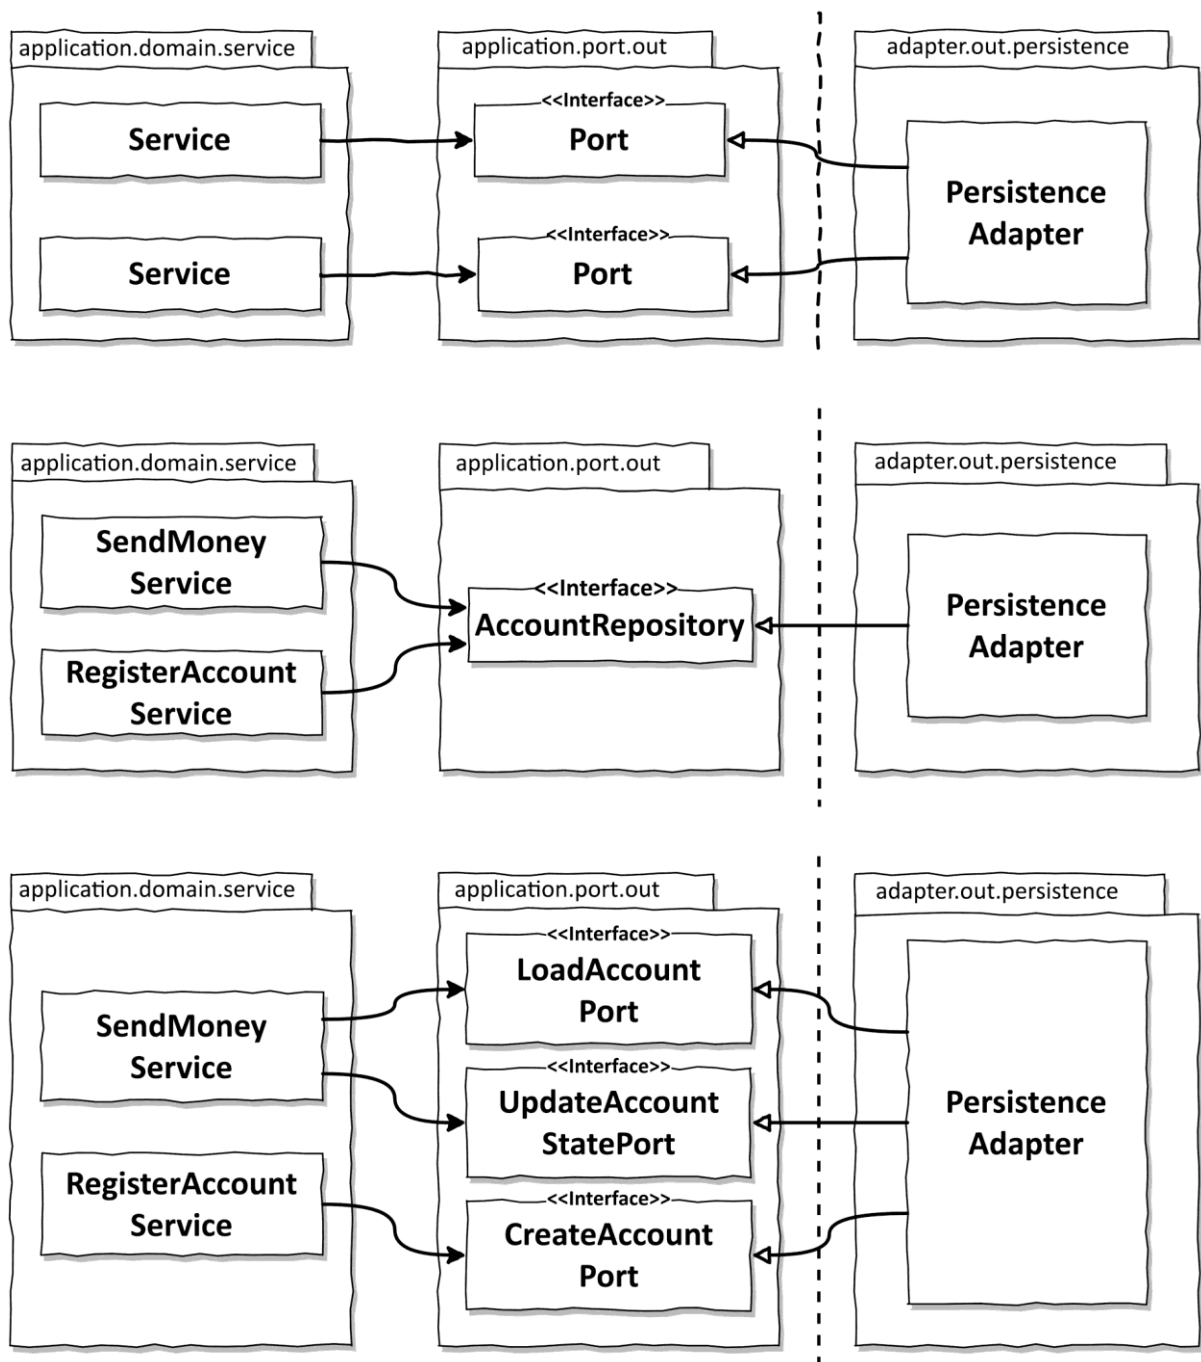 application.domain.service
application.port.out
adapter.out.persistence
<<Interface>>
Service
Port
Persistence
Adapter
<<Interface>>
Service
Port
application.domain.service
application.port.out
adapter.out.persistence
SendMoney
Service
<<Interface>>
AccountRepository
Persistence
Adapter
RegisterAccount
Service
application.domain.service
application.port.out
adapter.out.persistence
<<Interface>>
LoadAccount
Port
SendMoney
Service
<<Interface>>
UpdateAccount
StatePort
Persistence
Adapter
RegisterAccount
Service
<<Interface>>
CreateAccount
Port